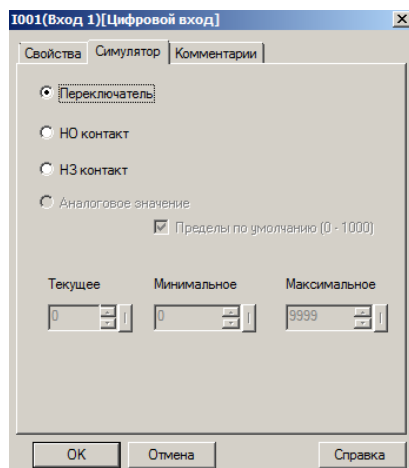 I001(Вход 1)[Цифровой вход]
Свойства Симулятор Комментарии
Переключатель
НО контакт
НЗ контакт
Аналоговое значение
Пределы по умолчанию (0 - 1000)
Текущее Минимальное Максимальное
0 0 9999
OK Отмена Справка